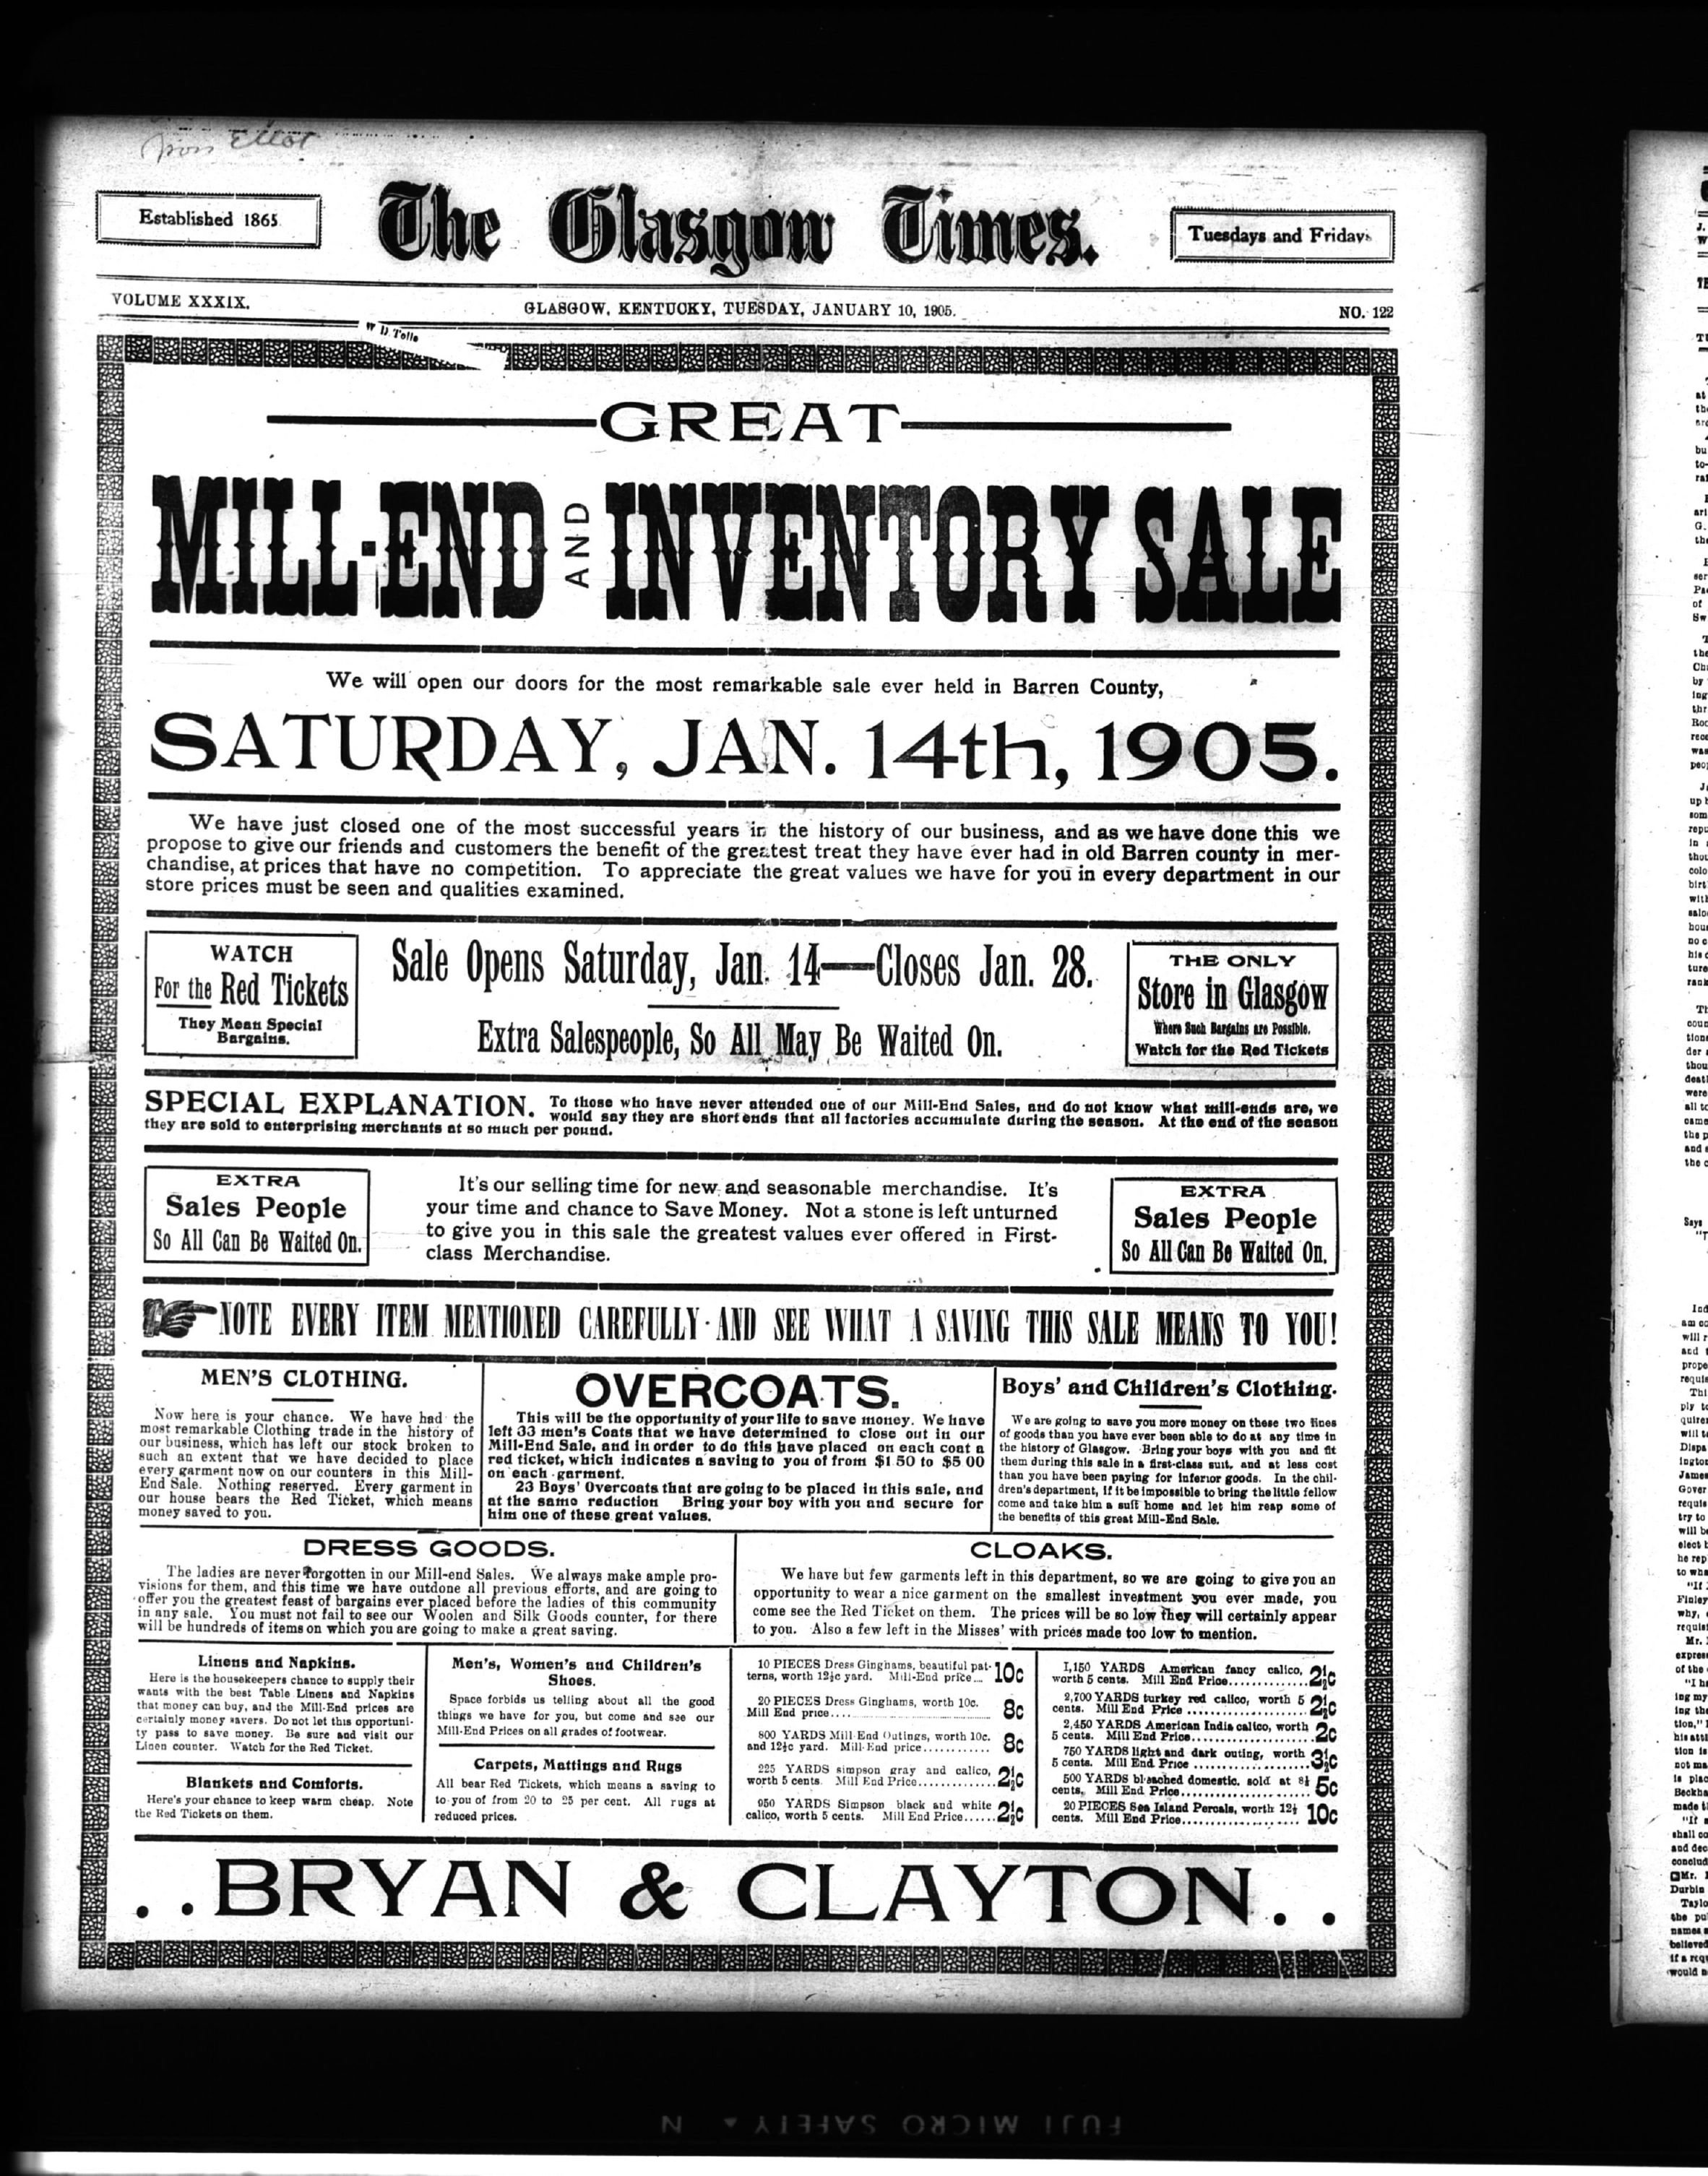 Established 1865
The Glasgow Times.
Tuesdays and Fridays
VOLUME XXXIX.
GLASGOW, KENTUCKY, TUESDAY, JANUARY 10, 1905.
NO. 122
W D Tolle
GREAT
MILL-END AND INVENTORY SALE
We will open our doors for the most remarkable sale ever held in Barren County,
SATURDAY, JAN. 14th, 1905.
We have just closed one of the most successful years in the history of our business, and as we have done this we
propose to give our friends and customers the benefit of the greatest treat they have ever had in old Barren county in mer-
chandise, at prices that have no competition. To appreciate the great values we have for you in every department in our
store prices must be seen and qualities examined.
WATCH
For the Red Tickets
They Mean Special
Bargains.
Sale Opens Saturday, Jan. 14—Closes Jan. 28.
Extra Salespeople, So All May Be Waited On.
THE ONLY
Store in Glasgow
Where Such Bargains are Possible.
Watch for the Red Tickets
SPECIAL EXPLANATION. To those who have never attended one of our Mill-End Sales, and do not know what mill-ends are, we
would say they are short ends that all factories accumulate during the season. At the end of the season
they are sold to enterprising merchants at so much per pound.
EXTRA
Sales People
So All Can Be Waited On.
It's our selling time for new and seasonable merchandise. It's
your time and chance to Save Money. Not a stone is left unturned
to give you in this sale the greatest values ever offered in First-
class Merchandise.
EXTRA
Sales People
So All Can Be Waited On.
NOTE EVERY ITEM MENTIONED CAREFULLY AND SEE WHAT A SAVING THIS SALE MEANS TO YOU!
MEN'S CLOTHING.
Now here is your chance. We have had the
most remarkable Clothing trade in the history of
our business, which has left our stock broken to
such an extent that we have decided to place
every garment now on our counters in this Mill-
End Sale. Nothing reserved. Every garment in
our house bears the Red Ticket, which means
money saved to you.
OVERCOATS.
This will be the opportunity of your life to save money. We have
left 33 men's Coats that we have determined to close out in our
Mill-End Sale, and in order to do this have placed on each coat a
red ticket, which indicates a saving to you of from $1 50 to $5 00
on each garment.
23 Boys' Overcoats that are going to be placed in this sale, and
at the same reduction Bring your boy with you and secure for
him one of these great values.
Boys' and Children's Clothing.
We are going to save you more money on these two lines
of goods than you have ever been able to do at any time in
the history of Glasgow. Bring your boys with you and fit
them during this sale in a first-class suit, and at less cost
than you have been paying for inferior goods. In the chil-
dren's department, if it be impossible to bring the little fellow
come and take him a suit home and let him reap some of
the benefits of this great Mill-End Sale.
DRESS GOODS.
The ladies are never forgotten in our Mill-end Sales. We always make ample pro-
visions for them, and this time we have outdone all previous efforts, and are going to
offer you the greatest feast of bargains ever placed before the ladies of this community
in any sale. You must not fail to see our Woolen and Silk Goods counter, for there
will be hundreds of items on which you are going to make a great saving.
CLOAKS.
We have but few garments left in this department, so we are going to give you an
opportunity to wear a nice garment on the smallest investment you ever made, you
come see the Red Ticket on them. The prices will be so low they will certainly appear
to you. Also a few left in the Misses' with prices made too low to mention.
Linens and Napkins.
Here is the housekeepers chance to supply their
wants with the best Table Linens and Napkins
that money can buy, and the Mill-End prices are
certainly money savers. Do not let this opportuni-
ty pass to save money. Be sure and visit our
Linen counter. Watch for the Red Ticket.
Blankets and Comforts.
Here's your chance to keep warm cheap. Note
the Red Tickets on them.
Men's, Women's and Children's
Shoes.
Space forbids us telling about all the good
things we have for you, but come and see our
Mill-End Prices on all grades of footwear.
Carpets, Mattings and Rugs
All bear Red Tickets, which means a saving to
to you of from 20 to 25 per cent. All rugs at
reduced prices.
10 PIECES Dress Ginghams, beautiful pat-
terns, worth 12½c yard. Mill-End price... 10c
20 PIECES Dress Ginghams, worth 10c.
Mill End price.... 8c
800 YARDS Mill-End Outings, worth 10c.
and 12½c yard. Mill-End price............ 8c
225 YARDS simpson gray and calico,
worth 5 cents. Mill End Price.............. 2½c
950 YARDS Simpson black and white
calico, worth 5 cents. Mill End Price...... 2½c
1,150 YARDS American fancy calico,
worth 5 cents. Mill End Price............. 2½c
2,700 YARDS turkey red calico, worth 5
cents. Mill End Price .................... 2½c
2,450 YARDS American India calico, worth
5 cents. Mill End Price.................... 2c
750 YARDS light and dark outing, worth
5 cents. Mill End Price ................... 3½c
500 YARDS bleached domestic. sold at 8½
cents, Mill End Price...................... 5c
20 PIECES Sea Island Percals, worth 12½
cents. Mill End Price..................... 10c
..BRYAN & CLAYTON..
FUJI MICRO SAFETY N